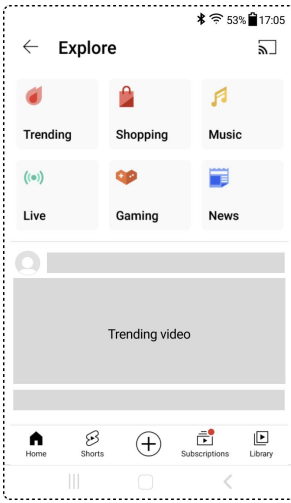 53% 17:05
Explore
Trending Shopping Music
Live Gaming News
Trending video
Home Shorts Subscriptions Library